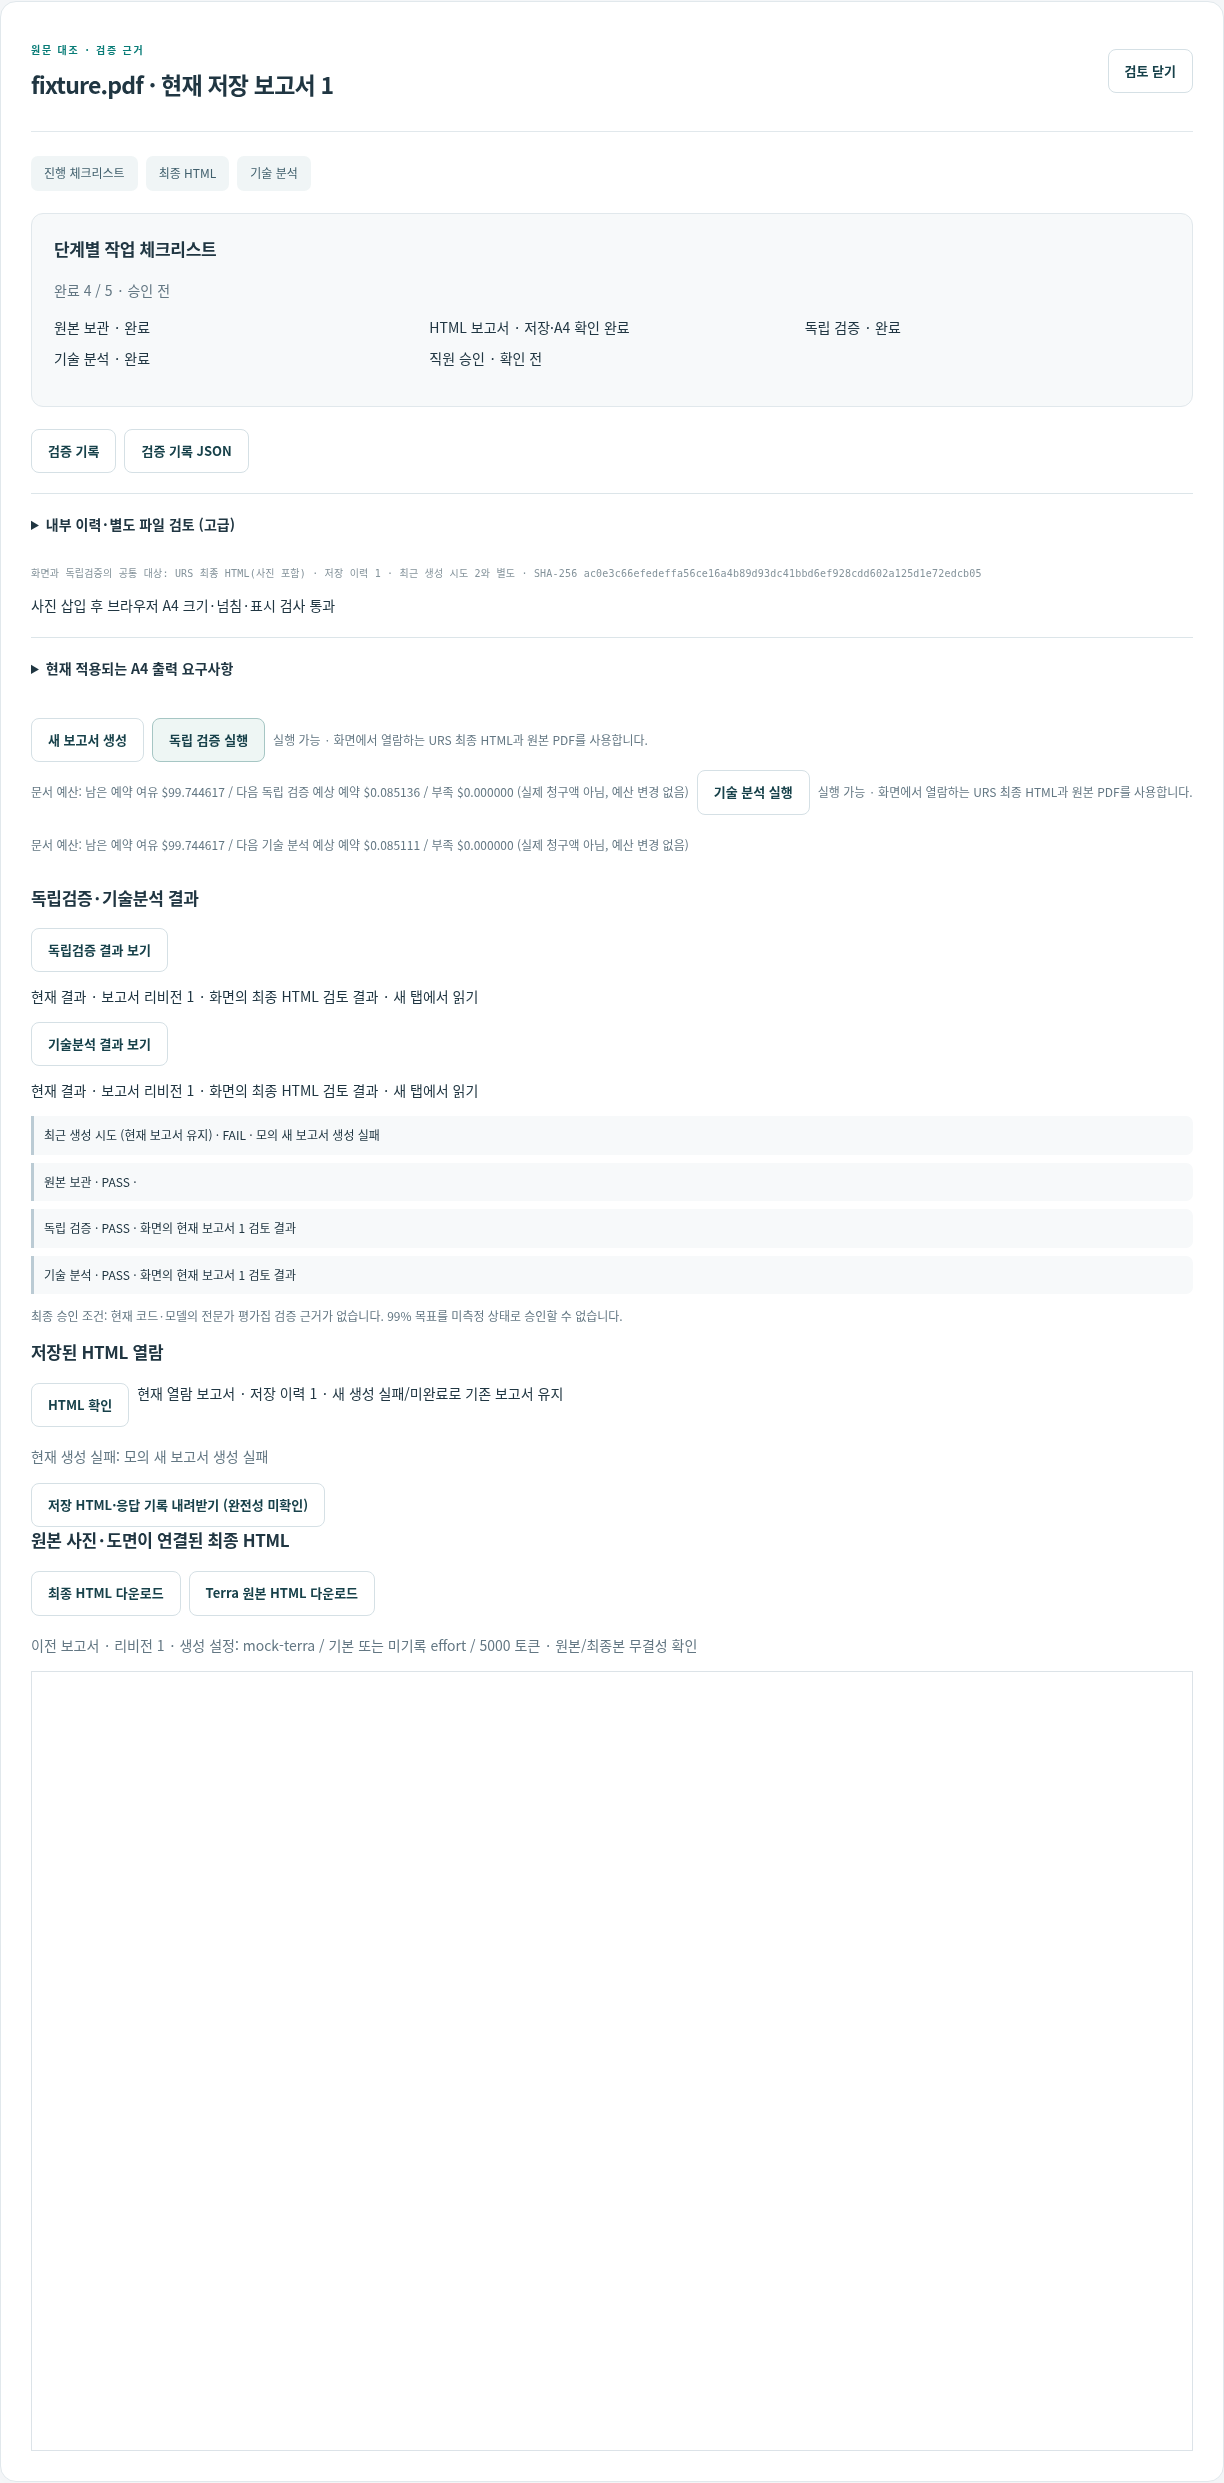 원문 대조 · 검증 근거
fixture.pdf · 현재 저장 보고서 1
검토 닫기
진행 체크리스트
최종 HTML
기술 분석
단계별 작업 체크리스트
완료 4 / 5 · 승인 전
원본 보관 · 완료
HTML 보고서 · 저장·A4 확인 완료
독립 검증 · 완료
기술 분석 · 완료
직원 승인 · 확인 전
검증 기록
검증 기록 JSON
▶ 내부 이력·별도 파일 검토 (고급)
화면과 독립검증의 공통 대상: URS 최종 HTML(사진 포함) · 저장 이력 1 · 최근 생성 시도 2와 별도 · SHA-256 ac0e3c66efedeffa56ce16a4b89d93dc41bbd6ef928cdd602a125d1e72edcb05
사진 삽입 후 브라우저 A4 크기·넘침·표시 검사 통과
▶ 현재 적용되는 A4 출력 요구사항
새 보고서 생성
독립 검증 실행
실행 가능 · 화면에서 열람하는 URS 최종 HTML과 원본 PDF를 사용합니다.
문서 예산: 남은 예약 여유 $99.744617 / 다음 독립 검증 예상 예약 $0.085136 / 부족 $0.000000 (실제 청구액 아님, 예산 변경 없음)
기술 분석 실행
실행 가능 · 화면에서 열람하는 URS 최종 HTML과 원본 PDF를 사용합니다.
문서 예산: 남은 예약 여유 $99.744617 / 다음 기술 분석 예상 예약 $0.085111 / 부족 $0.000000 (실제 청구액 아님, 예산 변경 없음)
독립검증·기술분석 결과
독립검증 결과 보기
현재 결과 · 보고서 리비전 1 · 화면의 최종 HTML 검토 결과 · 새 탭에서 읽기
기술분석 결과 보기
현재 결과 · 보고서 리비전 1 · 화면의 최종 HTML 검토 결과 · 새 탭에서 읽기
최근 생성 시도 (현재 보고서 유지) · FAIL · 모의 새 보고서 생성 실패
원본 보관 · PASS ·
독립 검증 · PASS · 화면의 현재 보고서 1 검토 결과
기술 분석 · PASS · 화면의 현재 보고서 1 검토 결과
최종 승인 조건: 현재 코드·모델의 전문가 평가집 검증 근거가 없습니다. 99% 목표를 미측정 상태로 승인할 수 없습니다.
저장된 HTML 열람
HTML 확인
현재 열람 보고서 · 저장 이력 1 · 새 생성 실패/미완료로 기존 보고서 유지
현재 생성 실패: 모의 새 보고서 생성 실패
저장 HTML·응답 기록 내려받기 (완전성 미확인)
원본 사진·도면이 연결된 최종 HTML
최종 HTML 다운로드
Terra 원본 HTML 다운로드
이전 보고서 · 리비전 1 · 생성 설정: mock-terra / 기본 또는 미기록 effort / 5000 토큰 · 원본/최종본 무결성 확인